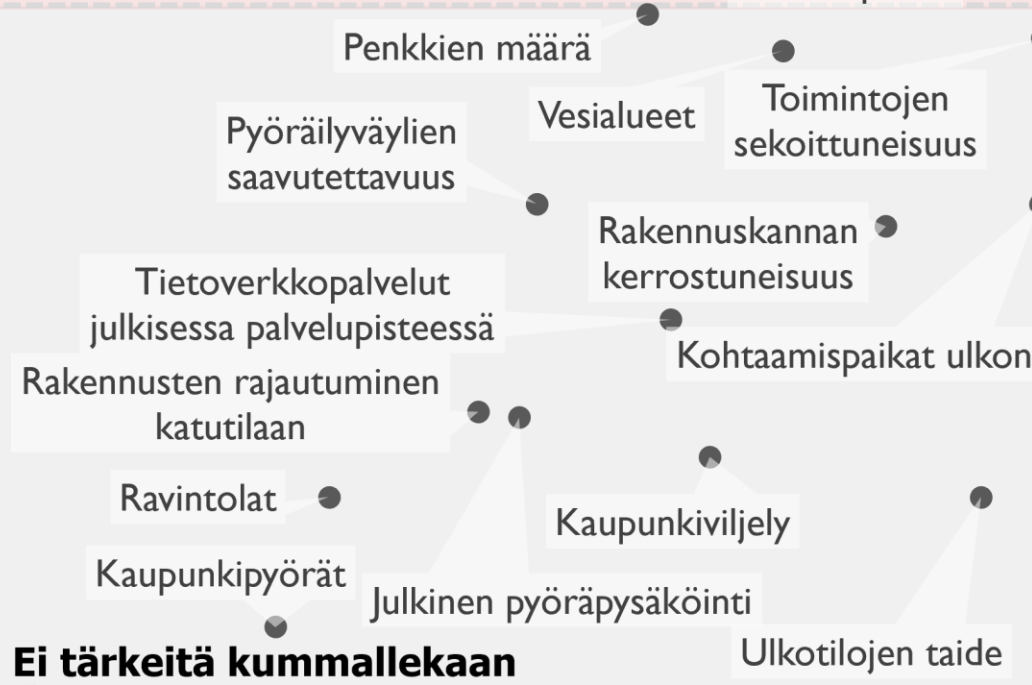 Penkkien määrä
Vesialueet
Toimintojen
sekoittuneisuus
Pyöräilyväylien
saavutettavuus
Rakennuskannan
kerrostuneisuus
Tietoverkkopalvelut
julkisessa palvelupisteessä
Kohtaamispaikat ulkon
Rakennusten rajautuminen
katutilaan
Ravintolat
Kaupunkiviljely
Kaupunkipyörät
Julkinen pyöräpysäköinti
Ulkotilojen taide
Ei tärkeitä kummallekaan